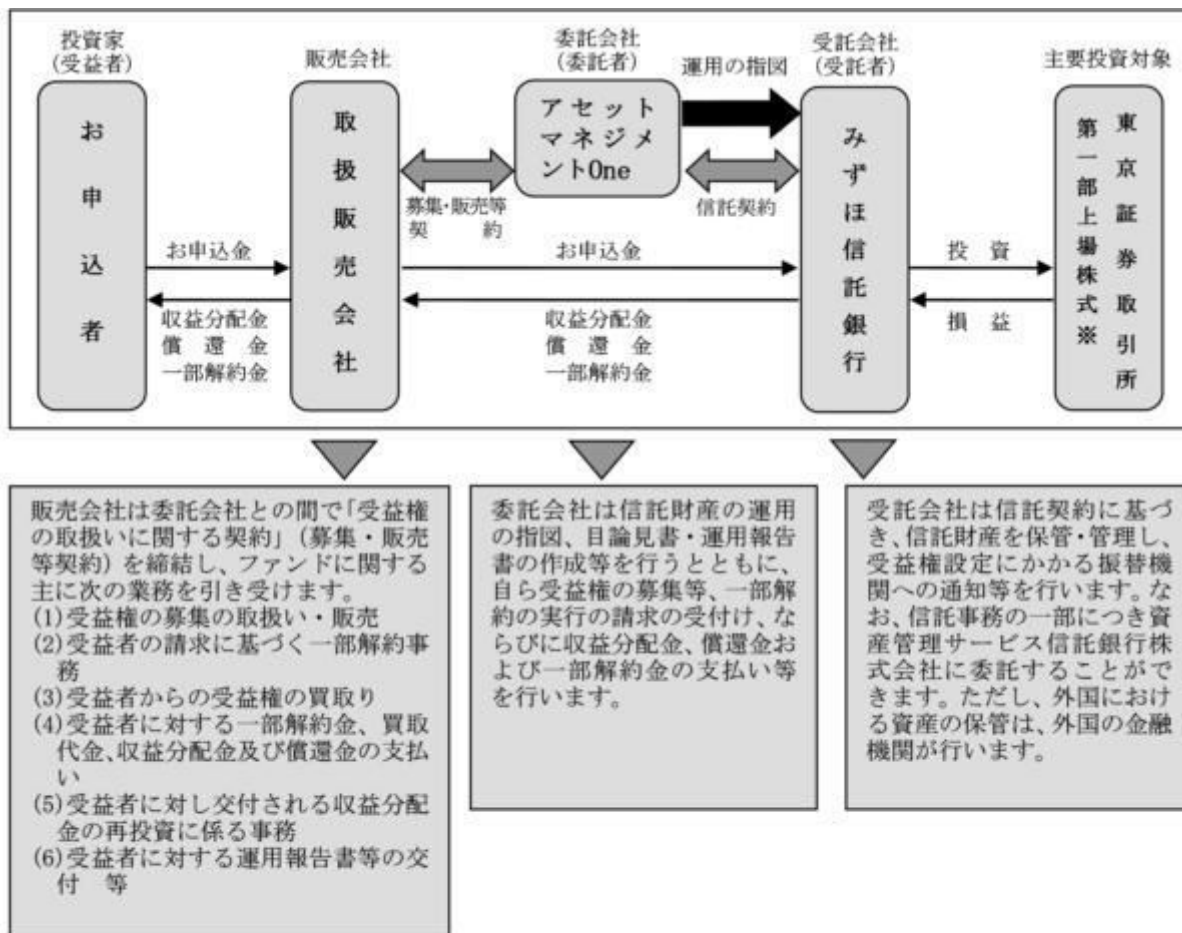 投資家
(受益者)
販売会社
委託会社
(委託者)
運用の指図
受託会社
(受託者)
主要投資対象
お申込者
取扱販売会社
アセット
マネジメ
ントOne
みずほ信託銀行
東京証券取引所
第一部上場株式※
募集・販売等
契　　約
信託契約
お申込金
お申込金
投　資
収益分配金
償　還　金
一部解約金
収益分配金
償　還　金
一部解約金
損　益
販売会社は委託会社との間で「受益権
の取扱いに関する契約」（募集・販売
等契約）を締結し、ファンドに関する
主に次の業務を引き受けます。
(1)受益権の募集の取扱い・販売
(2)受益者の請求に基づく一部解約事
務
(3)受益者からの受益権の買取り
(4)受益者に対する一部解約金、買取
代金、収益分配金及び償還金の支払
い
(5)受益者に対し交付される収益分配
金の再投資に係る事務
(6)受益者に対する運用報告書等の交
付　等
委託会社は信託財産の運用
の指図、目論見書・運用報告
書の作成等を行うとともに、
自ら受益権の募集等、一部解
約の実行の請求の受付け、な
らびに収益分配金、償還金お
よび一部解約金の支払い等
を行います。
受託会社は信託契約に基づ
き、信託財産を保管・管理し、
受益権設定にかかる振替機
関への通知等を行います。な
お、信託事務の一部につき資
産管理サービス信託銀行株
式会社に委託することがで
きます。ただし、外国におけ
る資産の保管は、外国の金融
機関が行います。